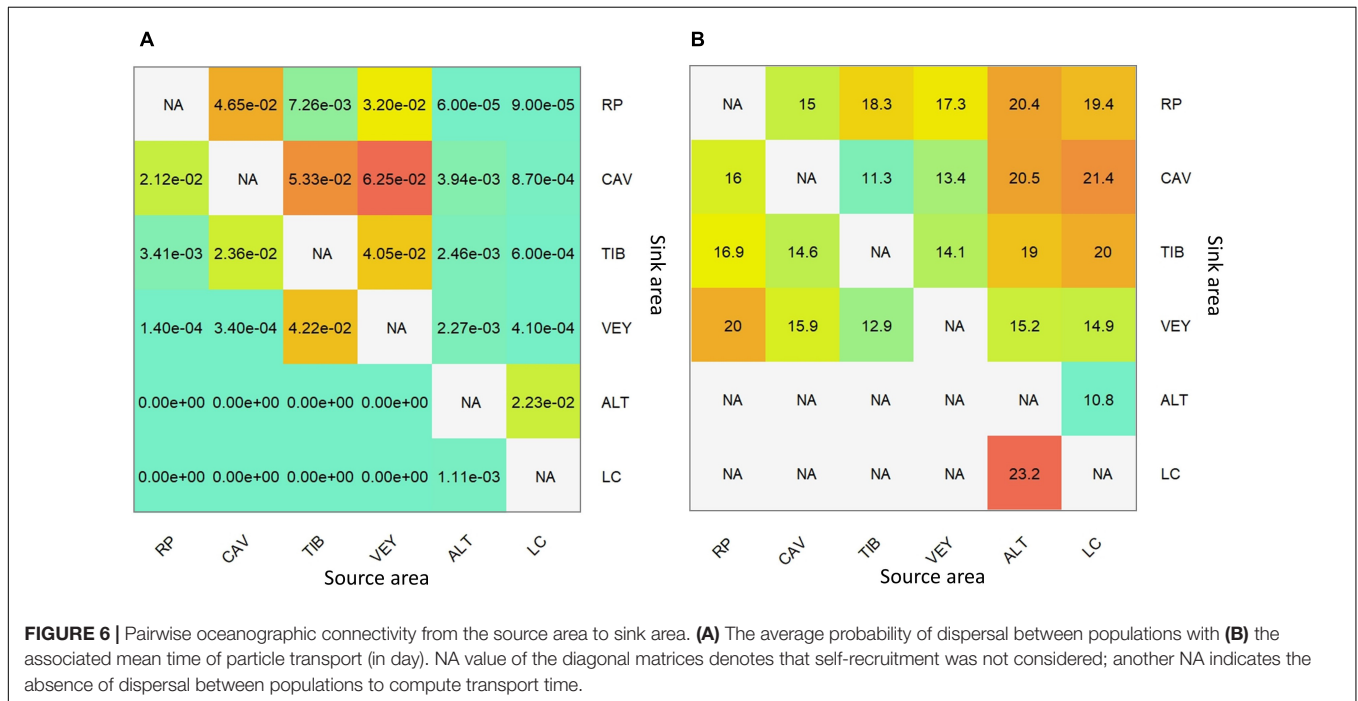 A
B
NA 4.65e-02 7.26e-03 3.20e-02 6.00e-05 9.00e-05 RP
2.12e-02 NA 5.33e-02 6.25e-02 3.94e-03 8.70e-04 CAV
3.41e-03 2.36e-02 NA 4.05e-02 2.46e-03 6.00e-04 TIB
1.40e-04 3.40e-04 4.22e-02 NA 2.27e-03 4.10e-04 VEY
0.00e+00 0.00e+00 0.00e+00 0.00e+00 NA 2.23e-02 ALT
0.00e+00 0.00e+00 0.00e+00 0.00e+00 1.11e-03 NA LC
Sink area
RP CAV TIB VEY ALT LC
Source area
NA 15 18.3 17.3 20.4 19.4 RP
16 NA 11.3 13.4 20.5 21.4 CAV
16.9 14.6 NA 14.1 19 20 TIB
20 15.9 12.9 NA 15.2 14.9 VEY
NA NA NA NA NA 10.8 ALT
NA NA NA NA 23.2 NA LC
Sink area
RP CAV TIB VEY ALT LC
Source area
FIGURE 6 | Pairwise oceanographic connectivity from the source area to sink area. (A) The average probability of dispersal between populations with (B) the
associated mean time of particle transport (in day). NA value of the diagonal matrices denotes that self-recruitment was not considered; another NA indicates the
absence of dispersal between populations to compute transport time.